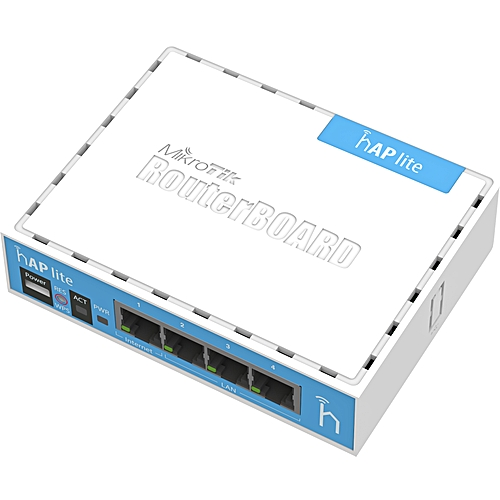 hAP lite
MikroTik
RouterBOARD
hAP lite
Power
RES
WPS
ACT
PWR
1
2
3
4
Internet
LAN
h